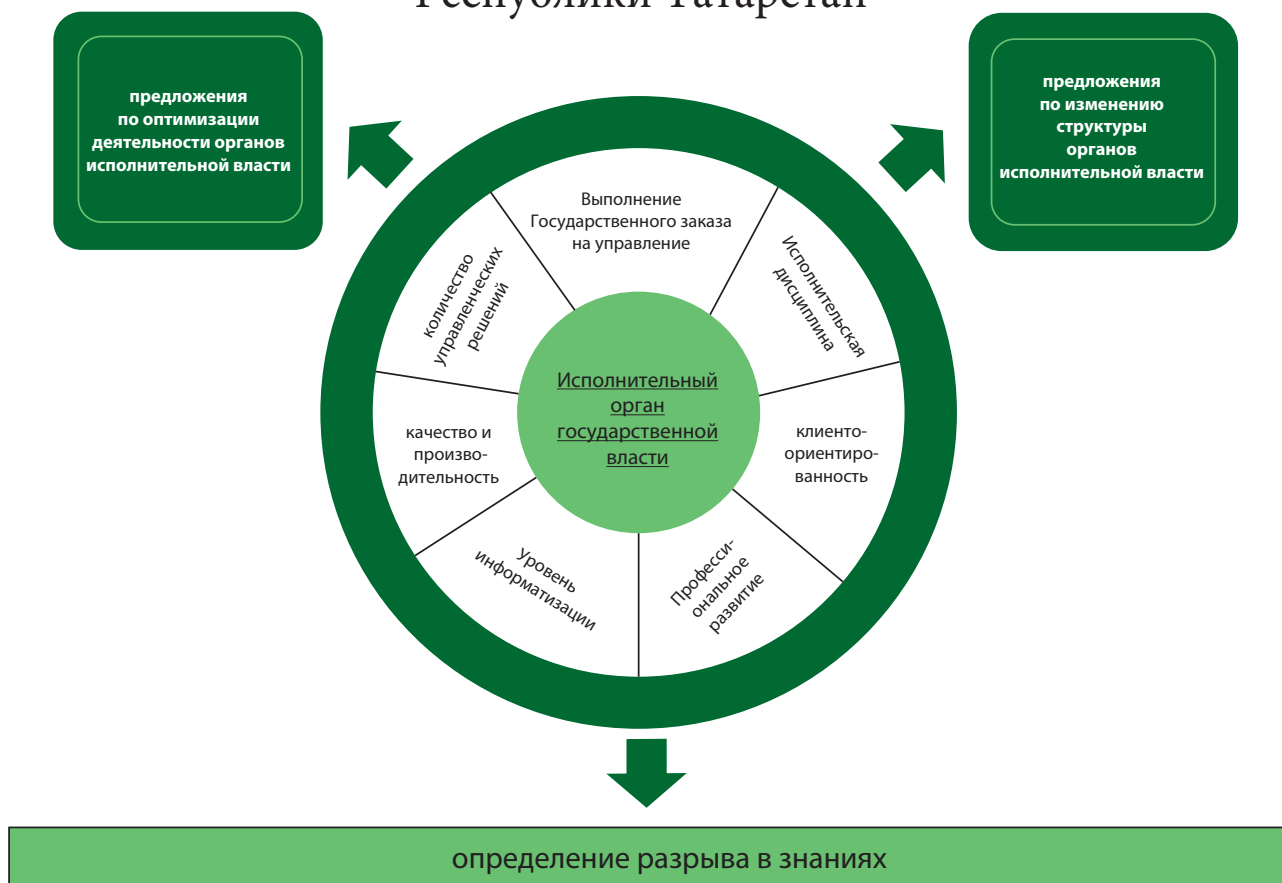 Республики Татарстан
предложения
по оптимизации
деятельности органов
исполнительной власти
предложения
по изменению
структуры
органов
исполнительной власти
Выполнение
Государственного заказа
на управление
Исполнительская
дисциплина
клиенто-
ориентиро-
ванность
Професси-
ональное
развитие
Уровень
информатизации
качество и
произво-
дительность
количество
управленческих
решений
Исполнительный
орган
государственной
власти
определение разрыва в знаниях